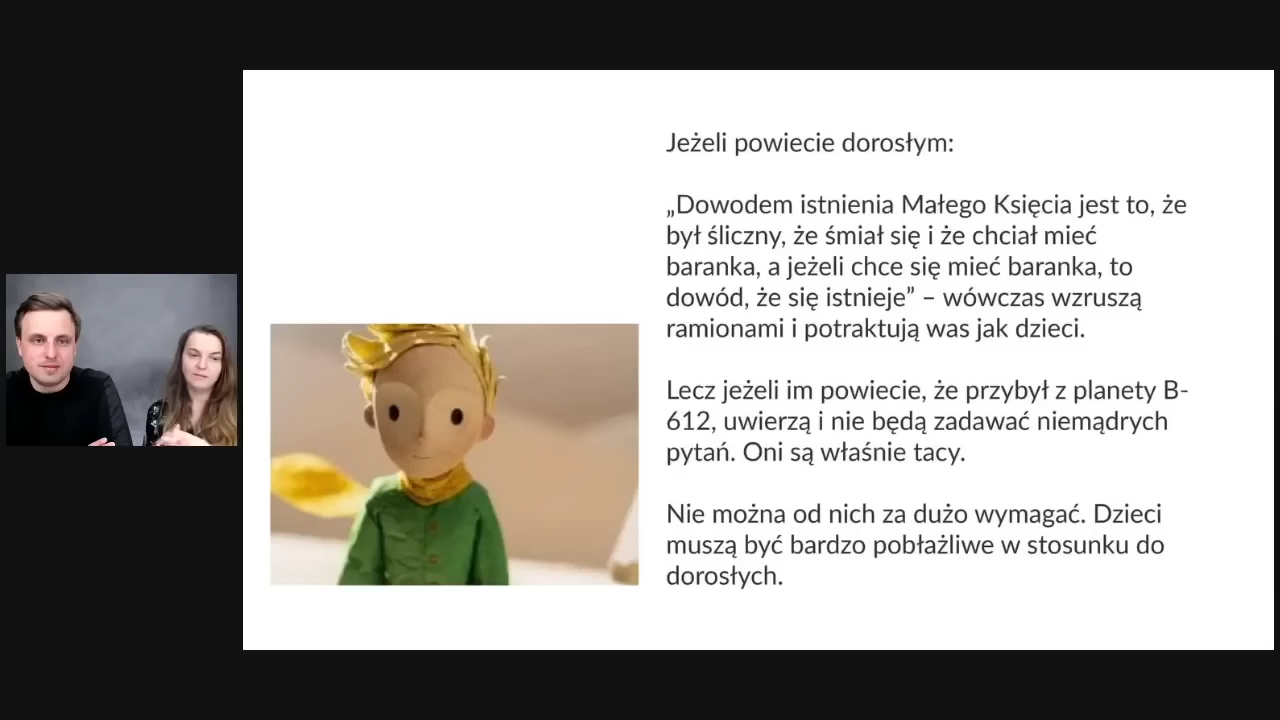 Jeżeli powiecie dorosłym:
„Dowodem istnienia Małego Księcia jest to, że
był śliczny, że śmiał się i że chciał mieć
baranka, a jeżeli chce się mieć baranka, to
dowód, że się istnieje” – wówczas wzruszą
ramionami i potraktują was jak dzieci.
Lecz jeżeli im powiecie, że przybył z planety B-
612, uwierzą i nie będą zadawać niemądrych
pytań. Oni są właśnie tacy.
Nie można od nich za dużo wymagać. Dzieci
muszą być bardzo pobłażliwe w stosunku do
dorosłych.